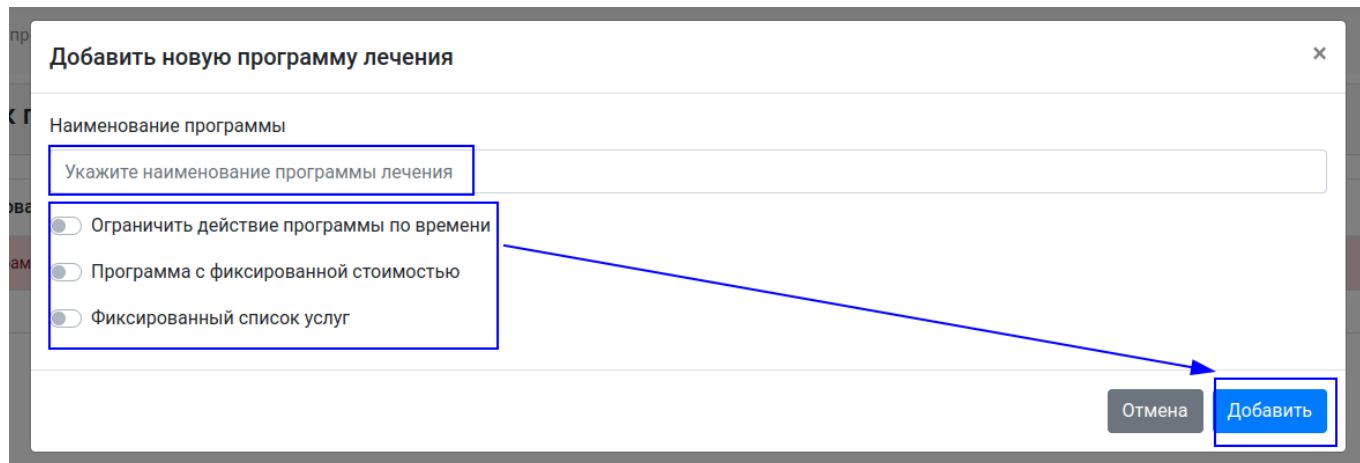 пр
Добавить новую программу лечения
×
Наименование программы
Укажите наименование программы лечения
Ограничить действие программы по времени
Программа с фиксированной стоимостью
Фиксированный список услуг
Отмена Добавить